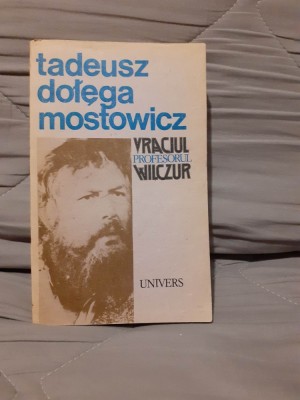 tadeusz
dołęga
mostowicz
VRACIUL
PROFESORUL
WILCZUR
UNIVERS